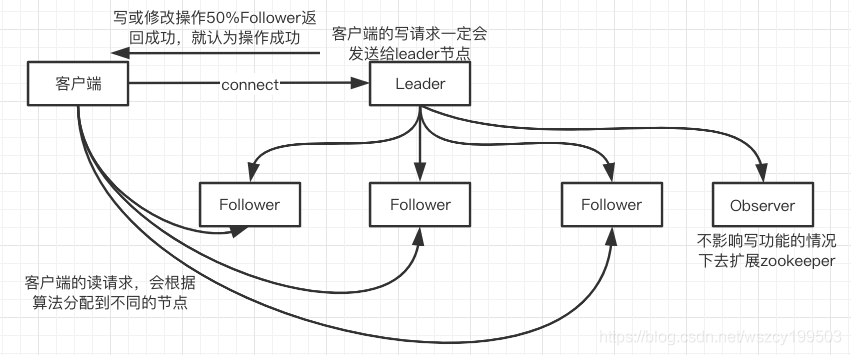 写或修改操作50%Follower返
回成功，就认为操作成功
客户端的写请求一定会
发送给leader节点
客户端
connect
Leader
Follower
Follower
Follower
Observer
不影响写功能的情况
下去扩展zookeeper
客户端的读请求，会根据
算法分配到不同的节点
https://blog.csdn.net/wszcy199503